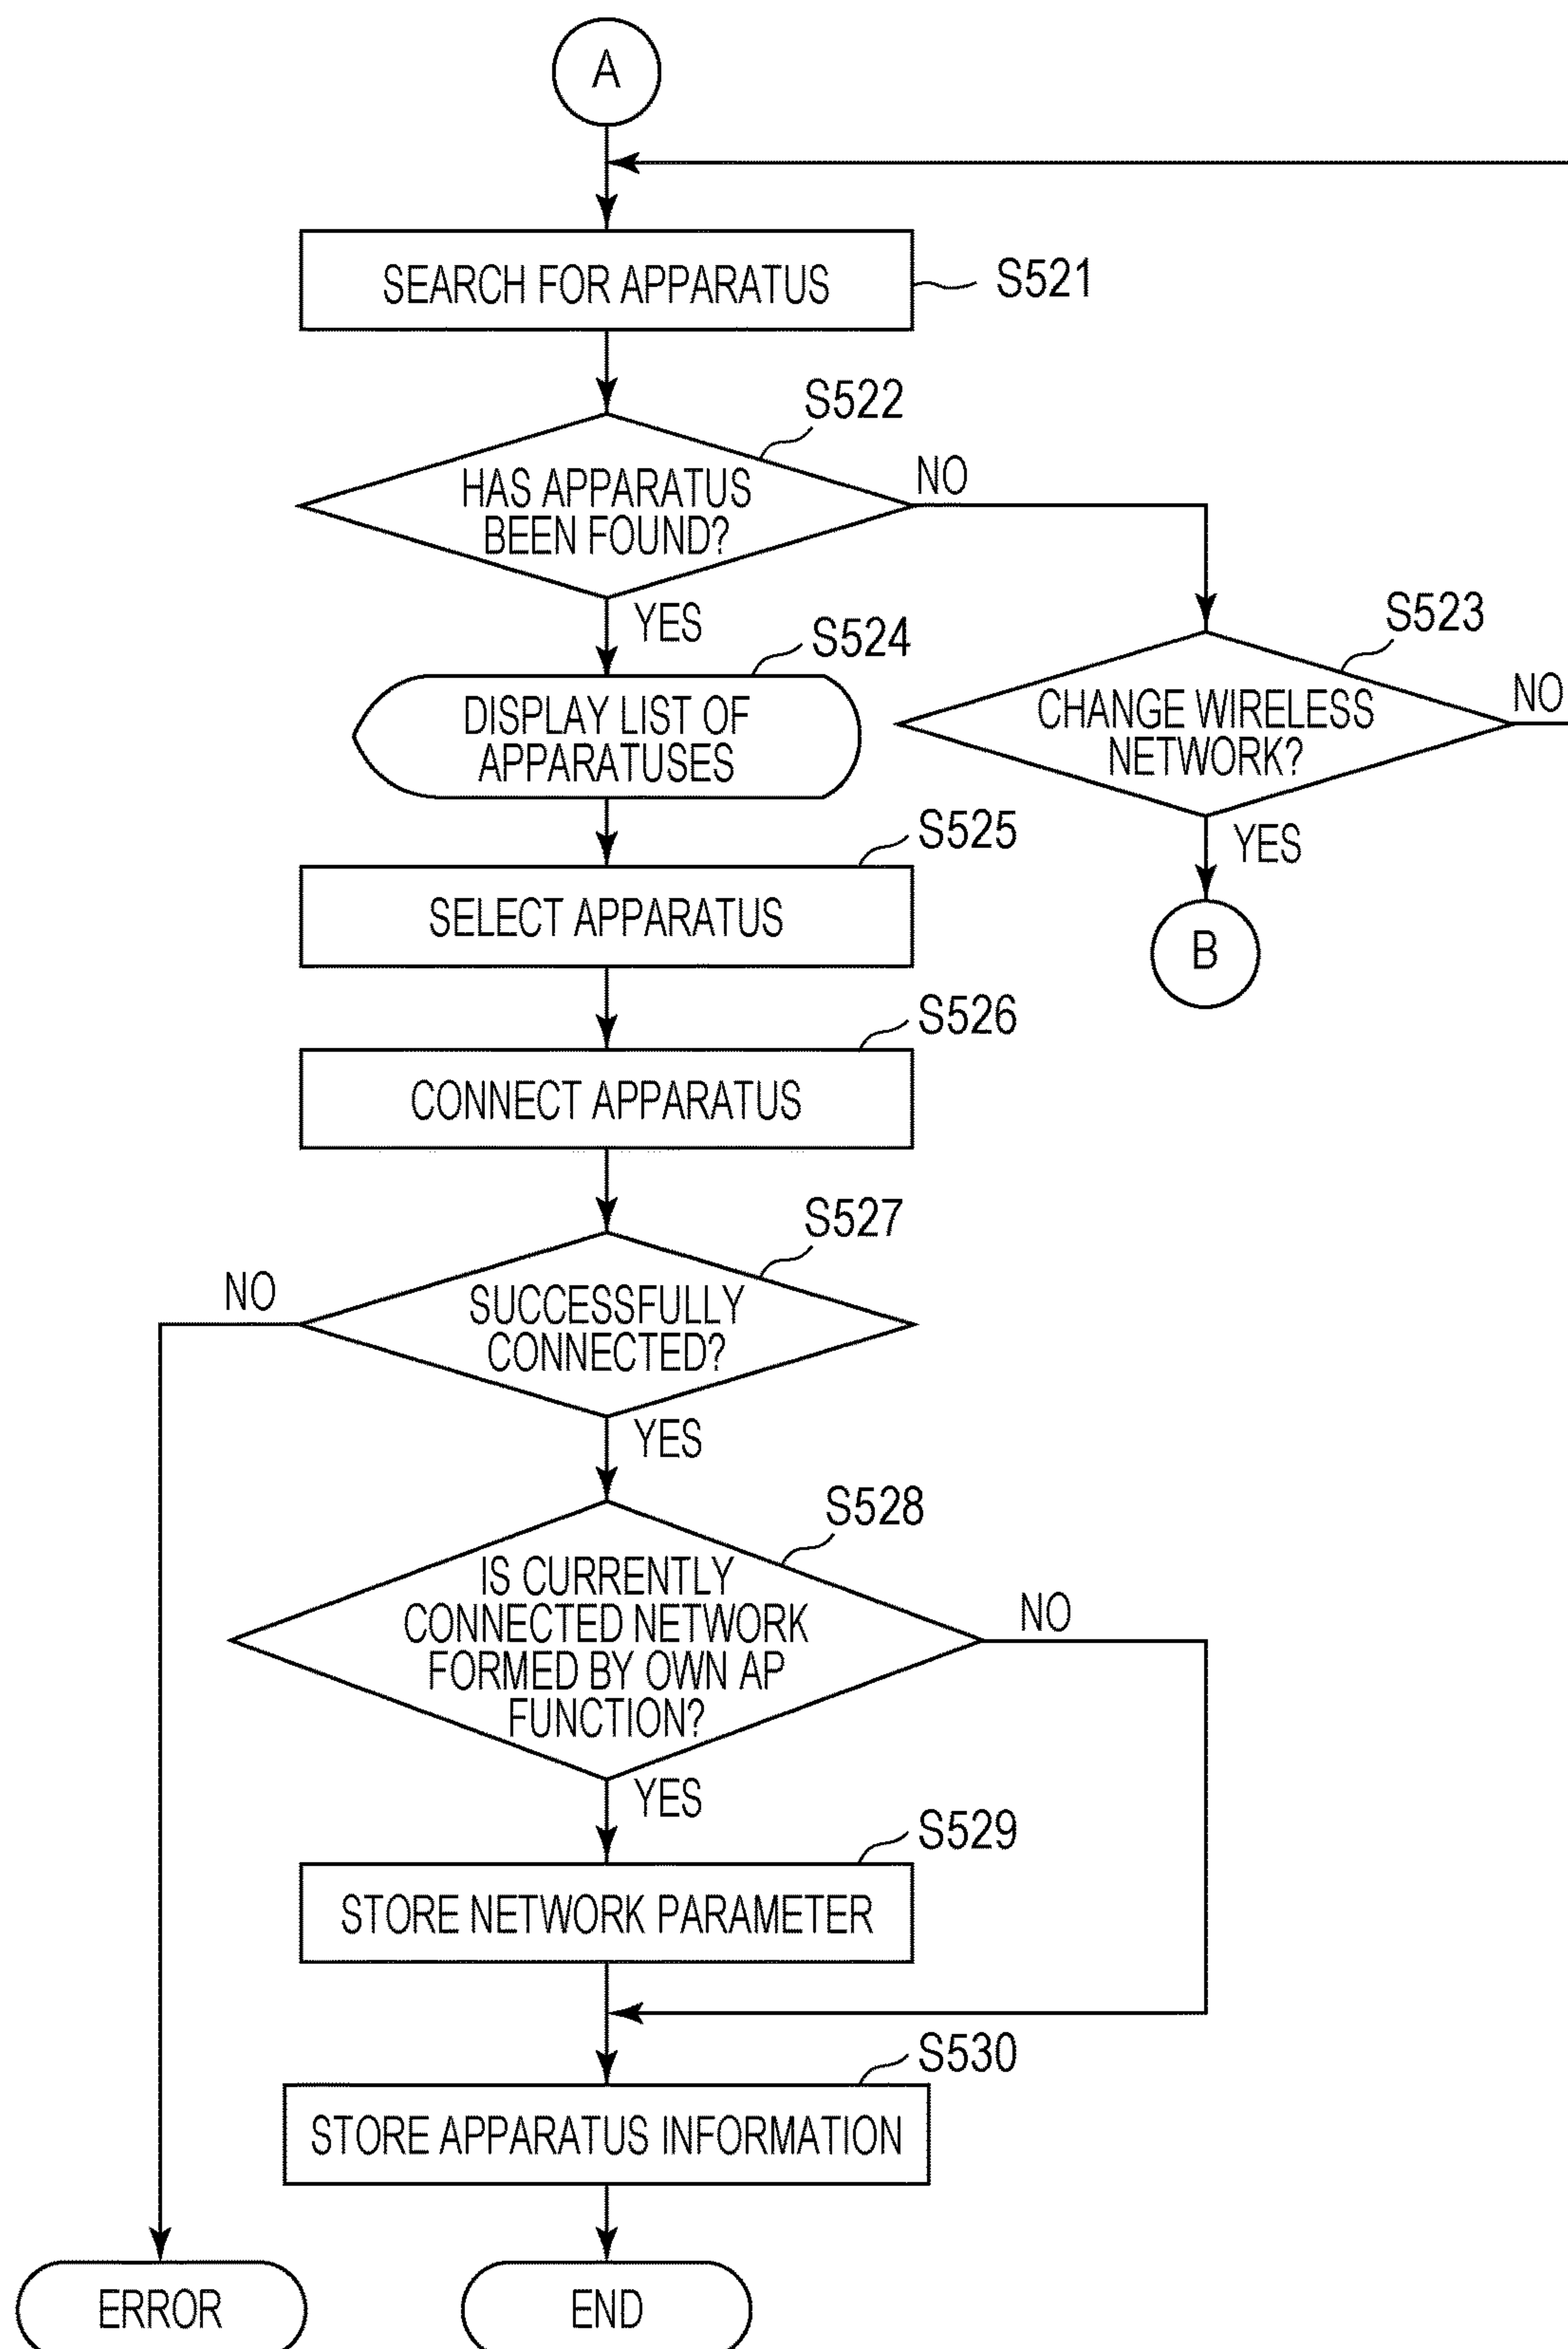 A
SEARCH FOR APPARATUS
S521
S522
HAS APPARATUS
BEEN FOUND?
NO
YES
S523
CHANGE WIRELESS
NETWORK?
NO
YES
B
S524
DISPLAY LIST OF
APPARATUSES
S525
SELECT APPARATUS
S526
CONNECT APPARATUS
S527
SUCCESSFULLY
CONNECTED?
NO
YES
S528
IS CURRENTLY
CONNECTED NETWORK
FORMED BY OWN AP
FUNCTION?
NO
YES
S529
STORE NETWORK PARAMETER
S530
STORE APPARATUS INFORMATION
ERROR
END